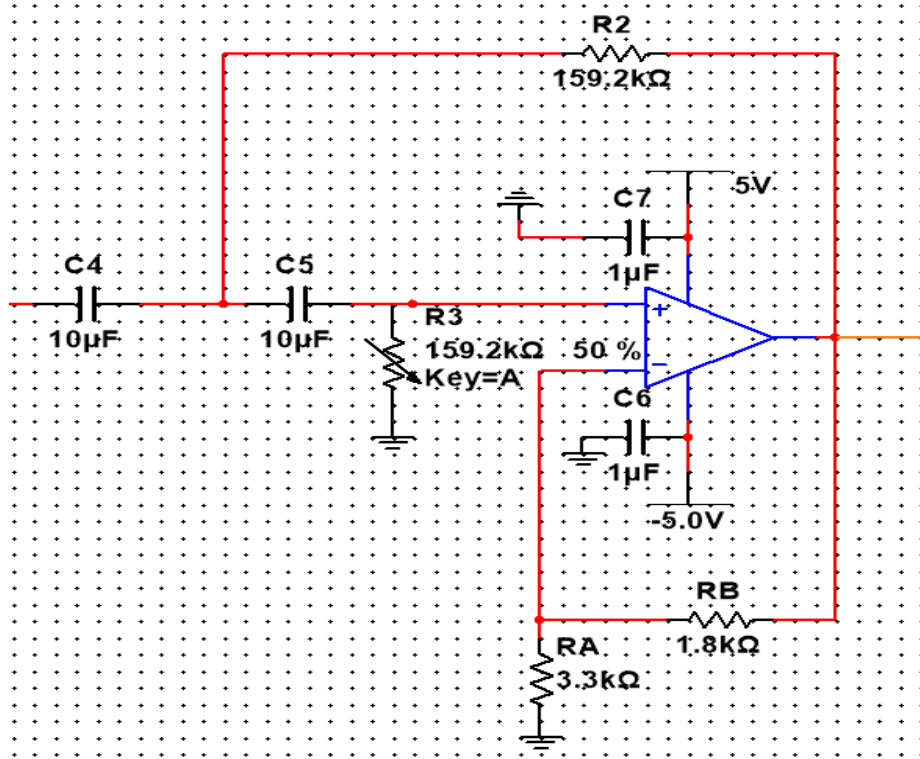 R2
159.2kΩ
5V
C7
1µF
C4
10µF
C5
10µF
R3
159.2kΩ
Key=A
50 %
+
−
C6
1µF
-5.0V
RB
1.8kΩ
RA
3.3kΩ